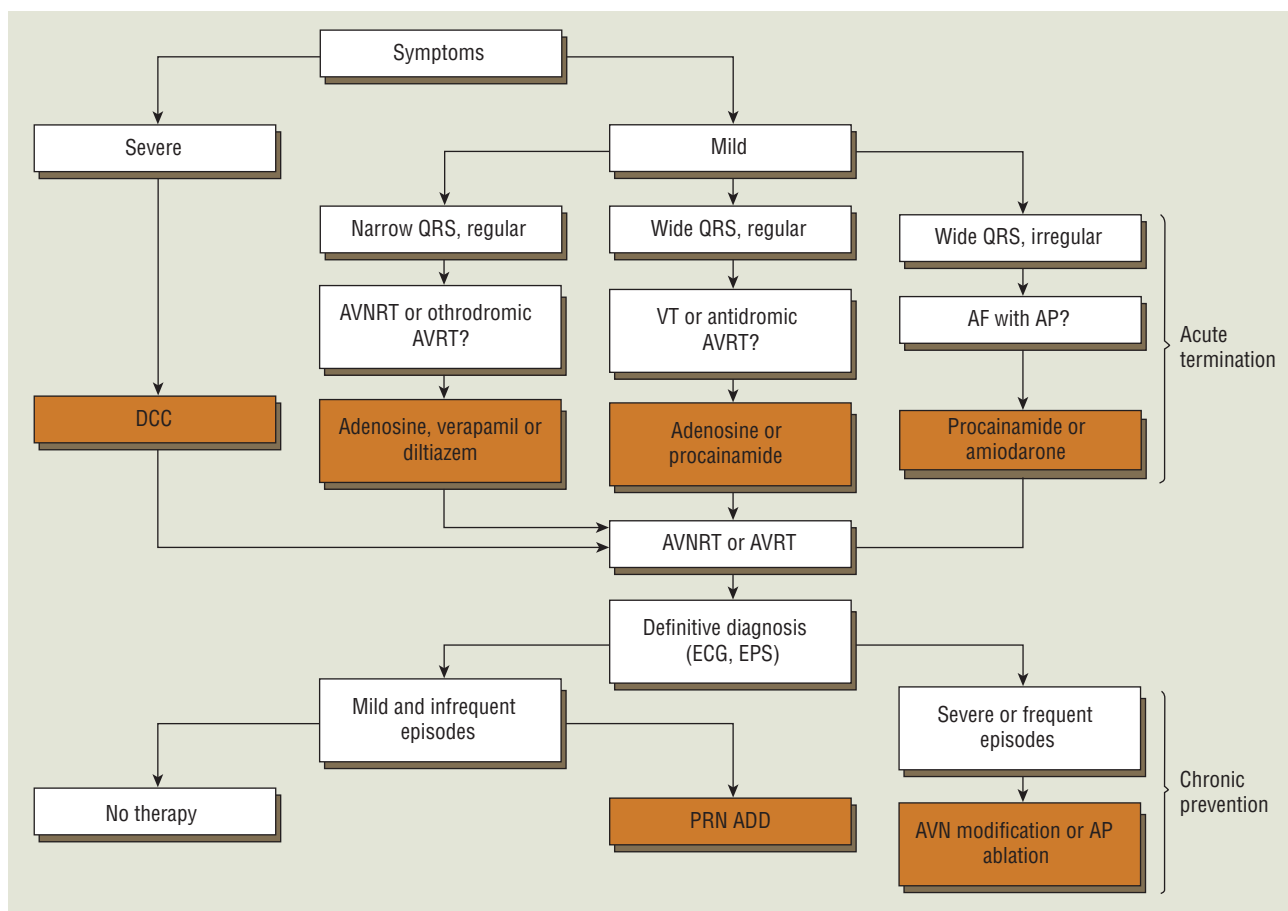 Symptoms
Severe
Mild
Narrow QRS, regular
Wide QRS, regular
Wide QRS, irregular
AVNRT or othrodromic
AVRT?
VT or antidromic
AVRT?
AF with AP?
Acute
termination
DCC
Adenosine, verapamil or
diltiazem
Adenosine or
procainamide
Procainamide or
amiodarone
AVNRT or AVRT
Definitive diagnosis
(ECG, EPS)
Mild and infrequent
episodes
Severe or frequent
episodes
Chronic
prevention
No therapy
PRN ADD
AVN modification or AP
ablation